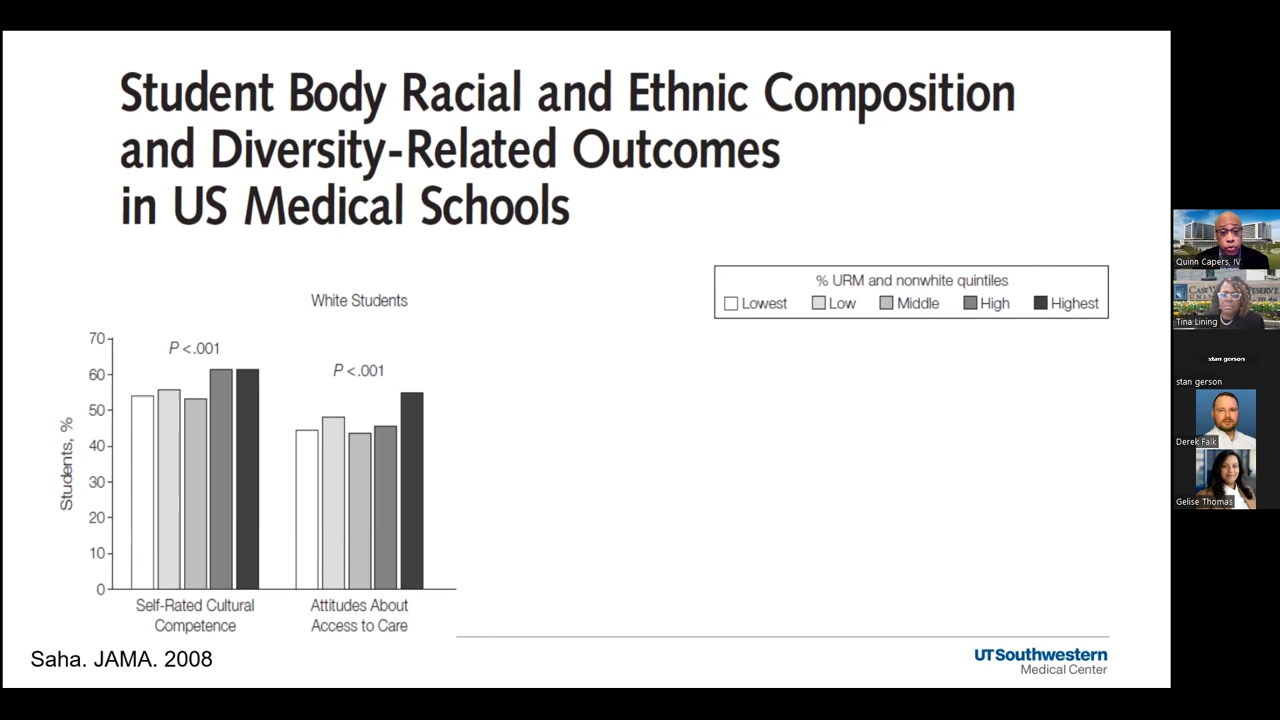 Student Body Racial and Ethnic Composition
and Diversity-Related Outcomes
in US Medical Schools
% URM and nonwhite quintiles
Lowest Low Middle High Highest
White Students
P <.001
P <.001
70
60
50
40
30
20
10
0
Students, %
Self-Rated Cultural
Competence
Attitudes About
Access to Care
Saha. JAMA. 2008
UTSouthwestern
Medical Center
Quinn Capers, IV
Tina Lining
stan gerson
stan gerson
Derek Falk
Gelise Thomas